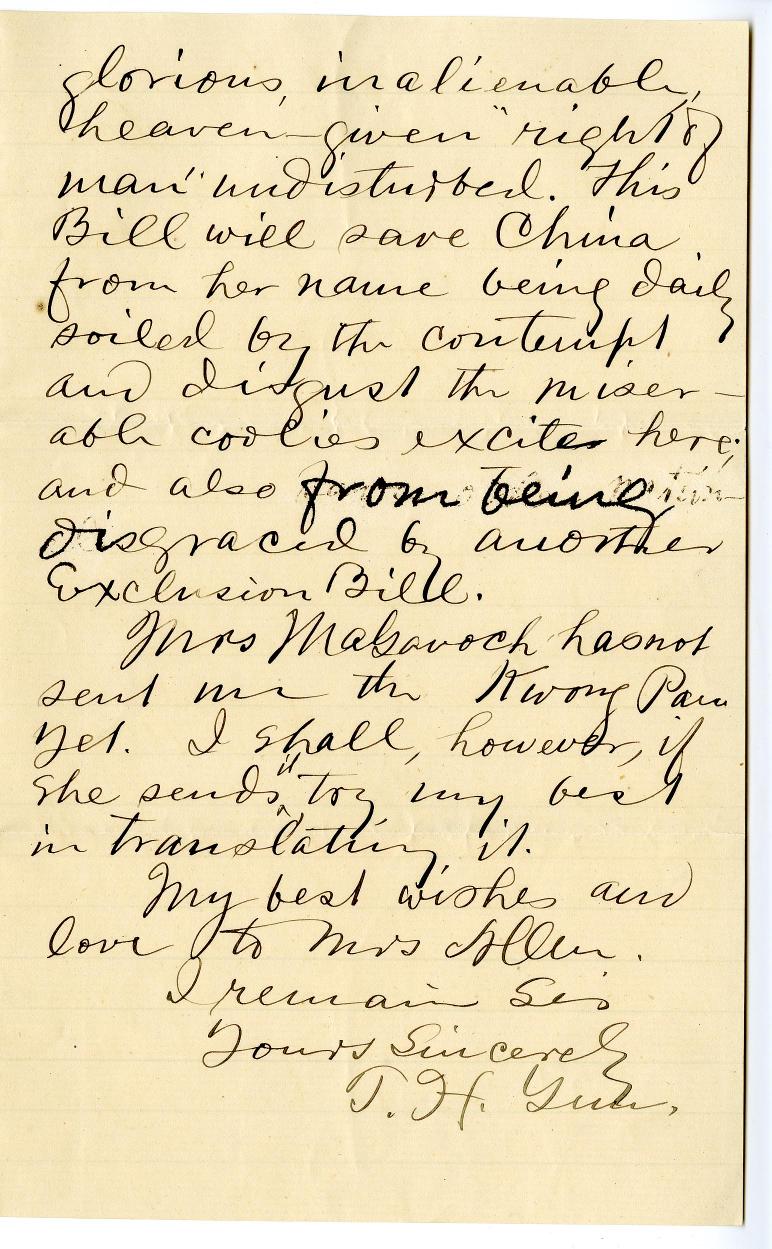 glorious, inalienable,
heaven-given "right of
man" undisturbed. This
Bill will save China
from her name being daily
soiled by the contempt
and disgust the miser-
able coolies excites here;
and also from being
disgraced by another
Exclusion Bill.
Mrs MaGavoch has not
sent me the Kwong Pau
yet. I shall, however, if
she sends it, try my best
in translating it.
My best wishes and
love to Mrs Allen.
I remain Sir
Yours Sincerely
T. H. Yun.